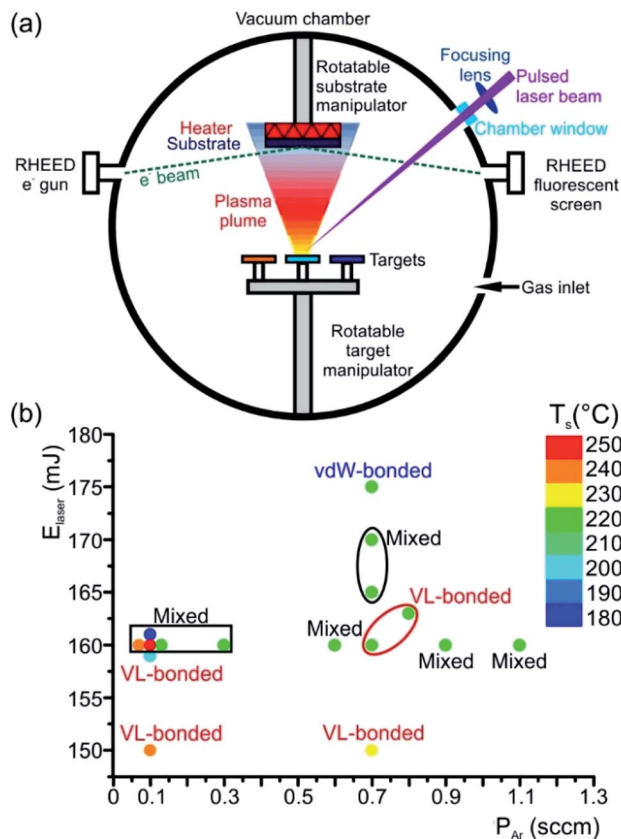 (a)
Vacuum chamber
Rotatable
substrate
manipulator
Focusing
lens
Pulsed
laser beam
Chamber window
Heater
Substrate
RHEED
e⁻ gun
e⁻ beam
Plasma
plume
RHEED
fluorescent
screen
Targets
Gas inlet
Rotatable
target
manipulator
(b)
T_s(°C)
250
240
230
220
210
200
190
180
E_laser (mJ)
180
175
170
165
160
155
150
vdW-bonded
Mixed
VL-bonded
Mixed
Mixed
Mixed
Mixed
VL-bonded
VL-bonded
VL-bonded
0 0.1 0.3 0.5 0.7 0.9 1.1 1.3
P_Ar (sccm)